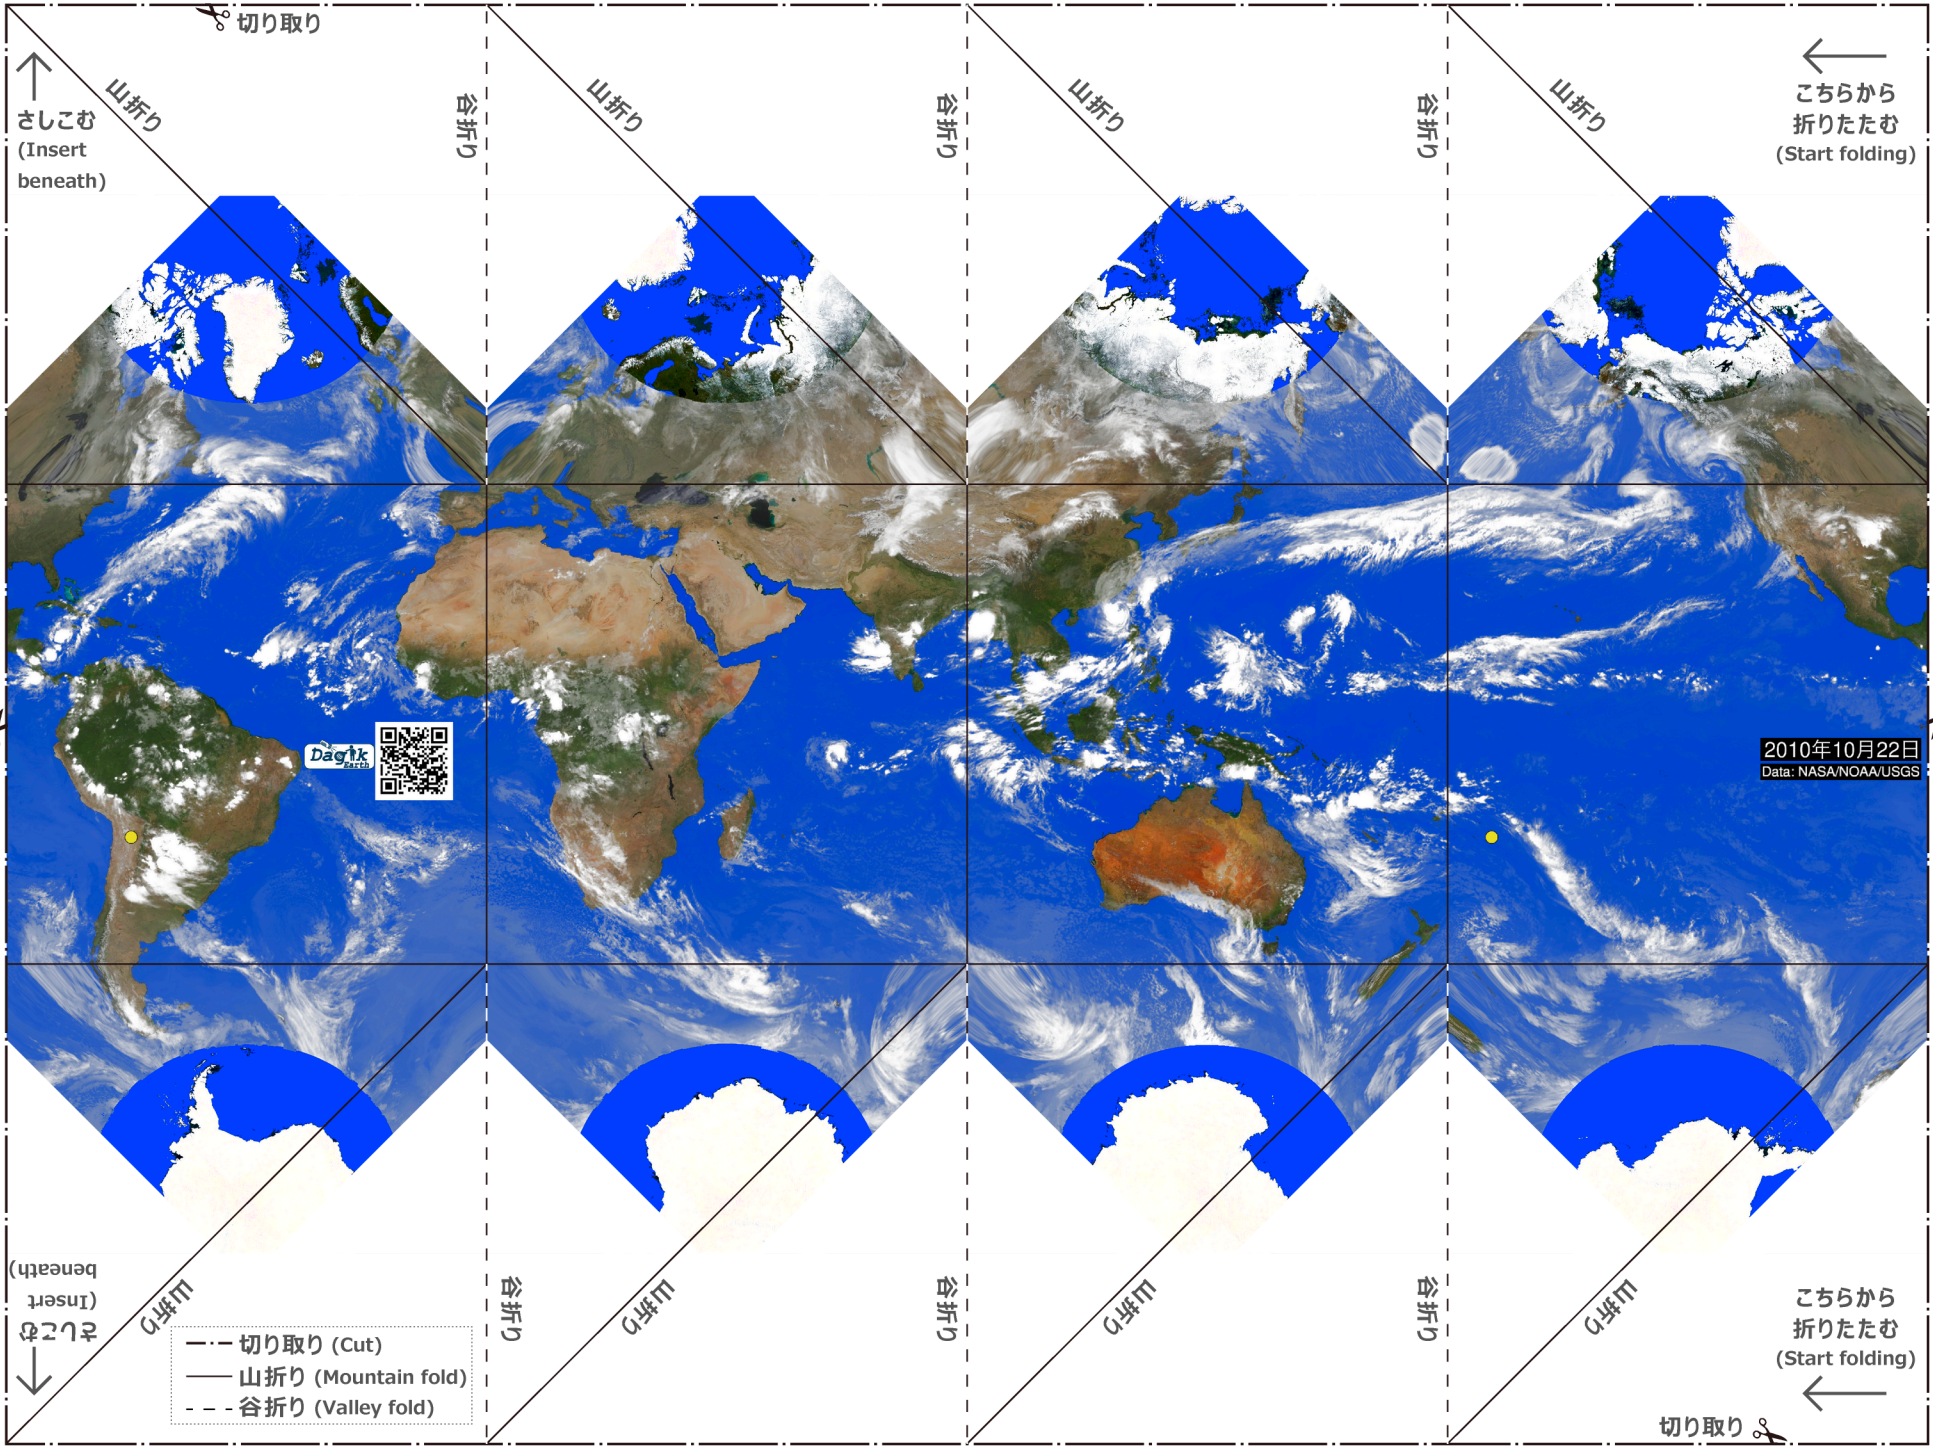 切り取り
山折り
谷折り
山折り
谷折り
山折り
谷折り
山折り
さしこむ
(Insert
beneath)
こちらから
折りたたむ
(Start folding)
Dagik
Earth
2010年10月22日
Data: NASA/NOAA/USGS
さしこむ
(Insert
beneath)
山折り
谷折り
山折り
谷折り
山折り
谷折り
山折り
こちらから
折りたたむ
(Start folding)
切り取り (Cut)
山折り (Mountain fold)
谷折り (Valley fold)
切り取り